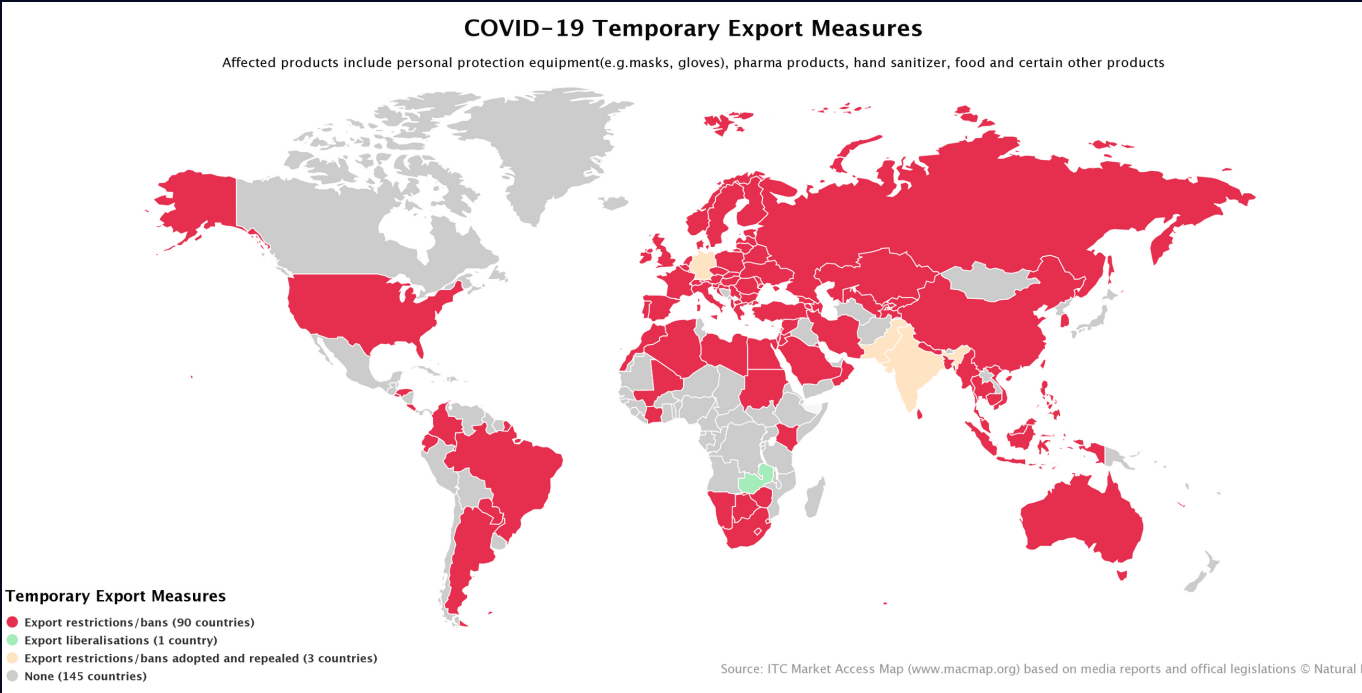 COVID-19 Temporary Export Measures
Affected products include personal protection equipment(e.g.masks, gloves), pharma products, hand sanitizer, food and certain other products
Temporary Export Measures
Export restrictions/bans (90 countries)
Export liberalisations (1 country)
Export restrictions/bans adopted and repealed (3 countries)
None (145 countries)
Source: ITC Market Access Map (www.macmap.org) based on media reports and offical legislations © Natural